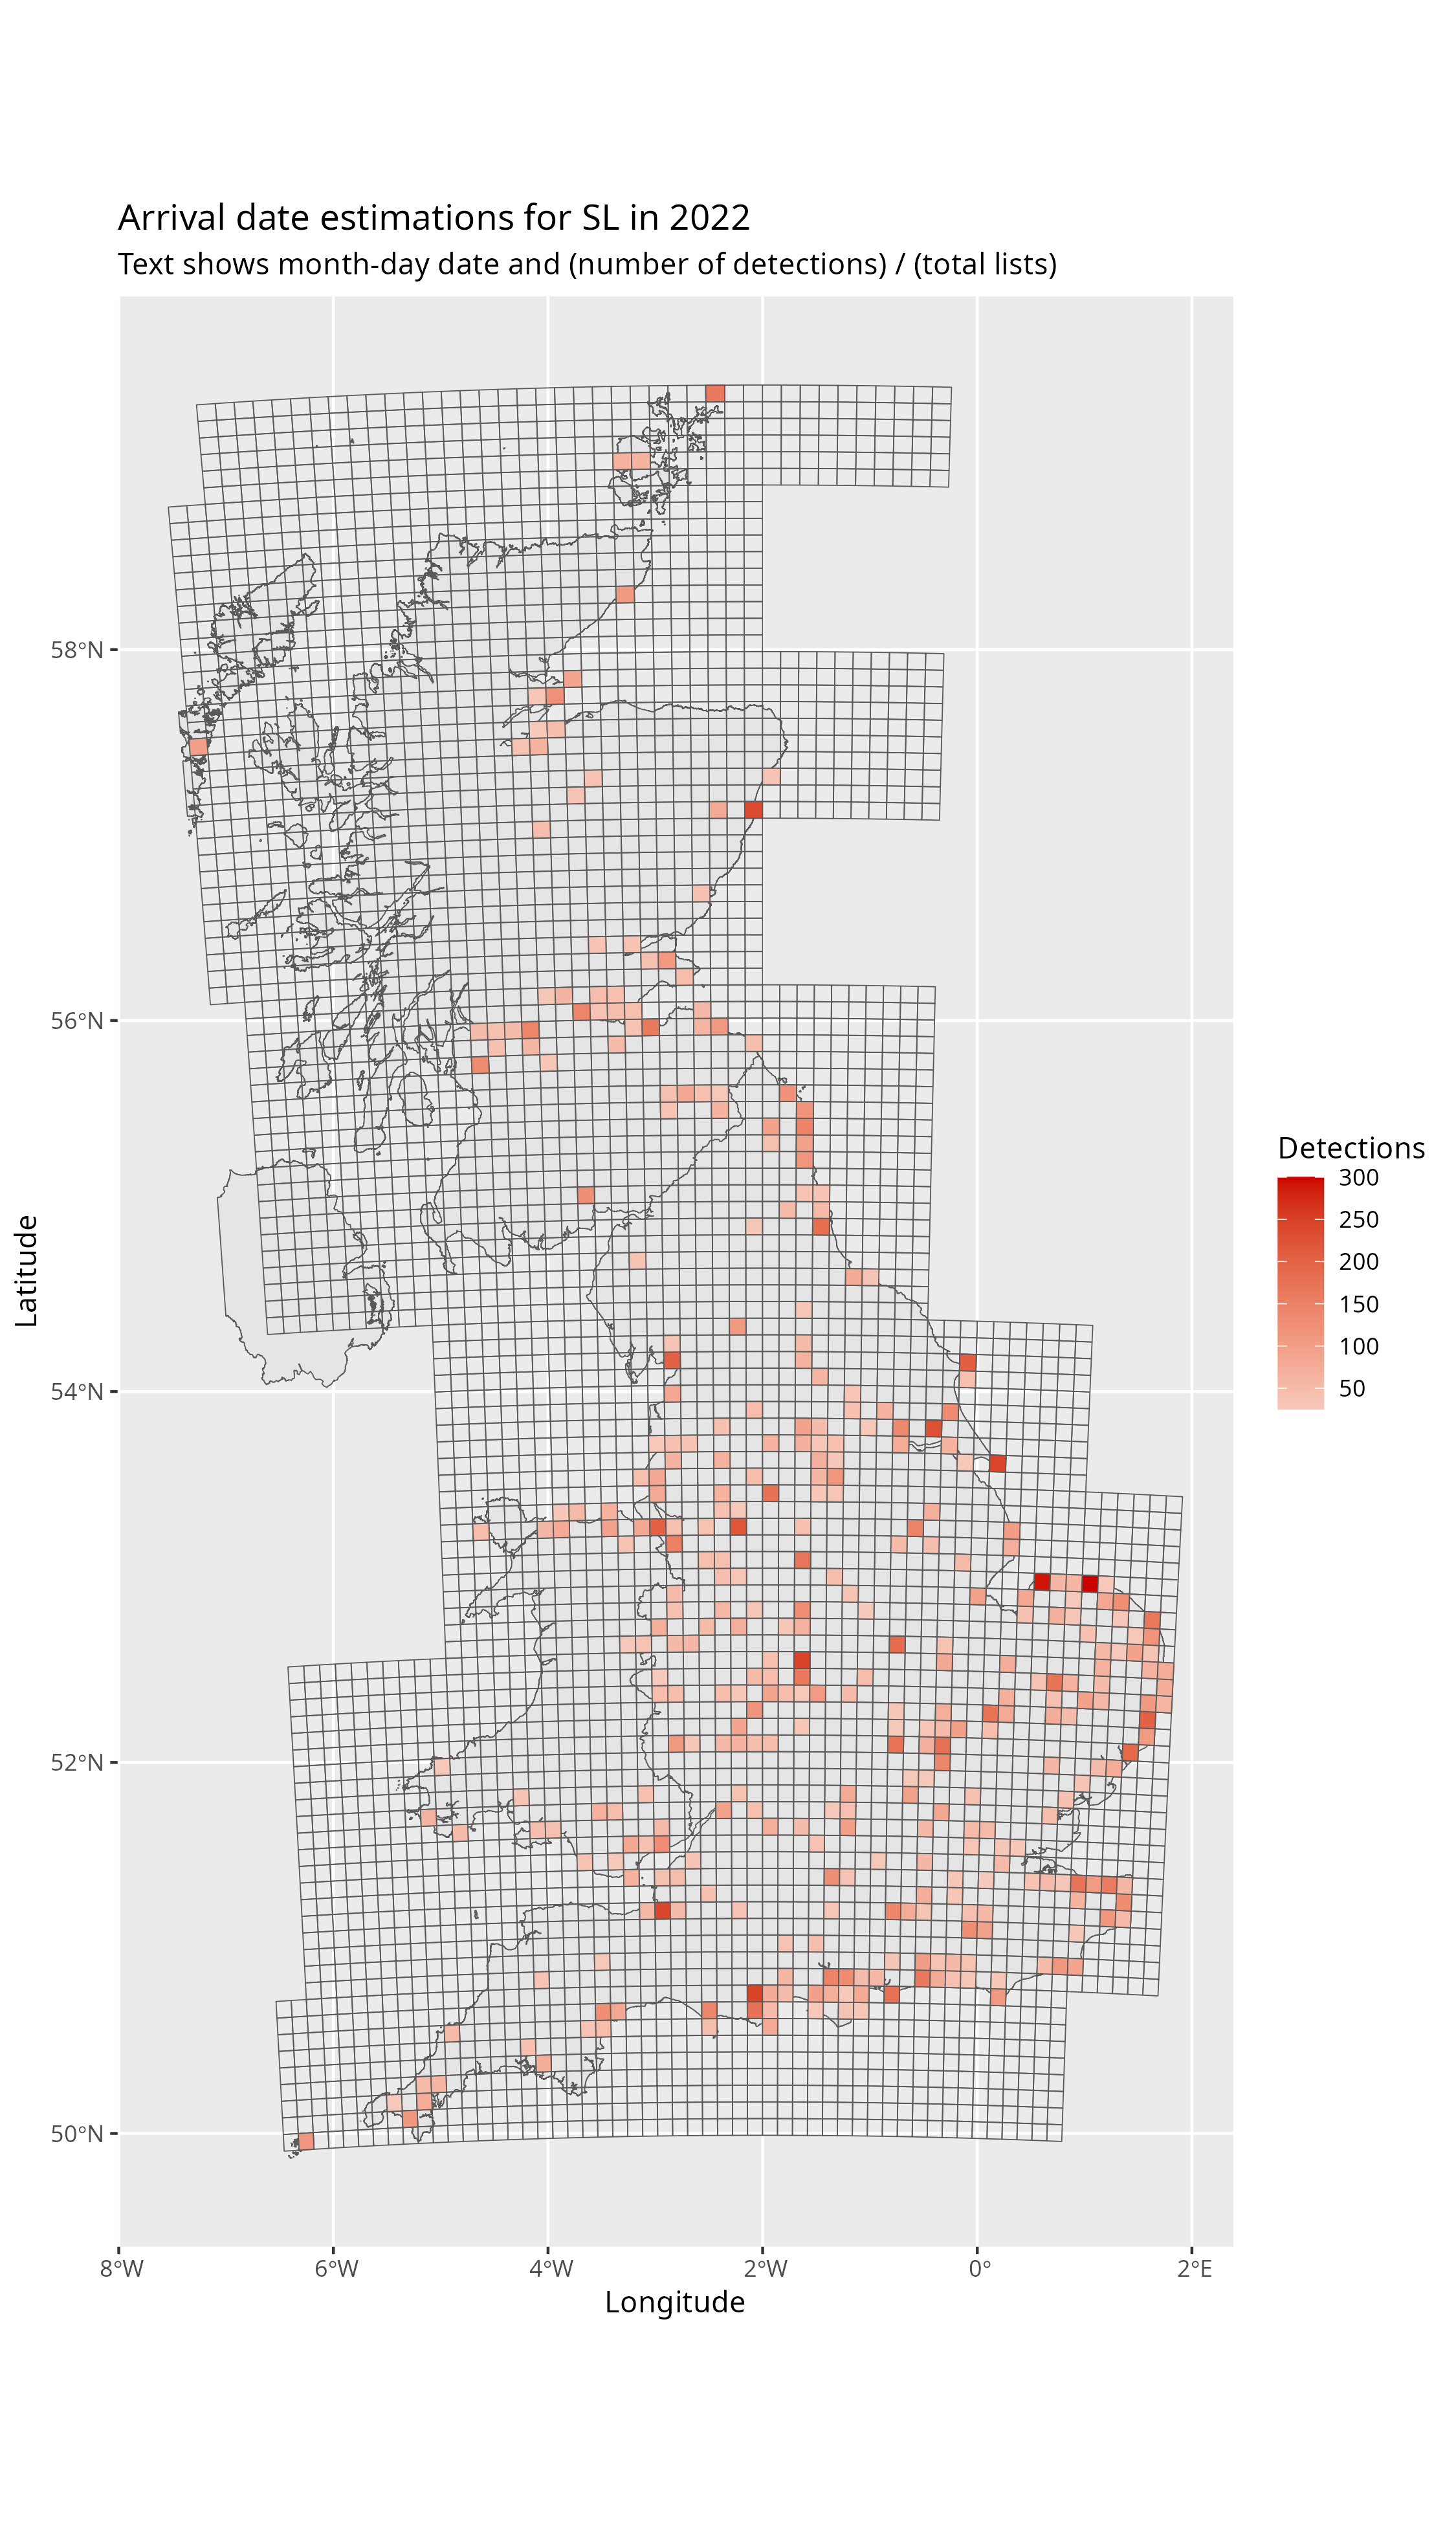 Arrival date estimations for SL in 2022
Text shows month-day date and (number of detections) / (total lists)
58°N
56°N
54°N
52°N
50°N
Latitude
8°W
6°W
4°W
2°W
0°
2°E
Longitude
Detections
300
250
200
150
100
50